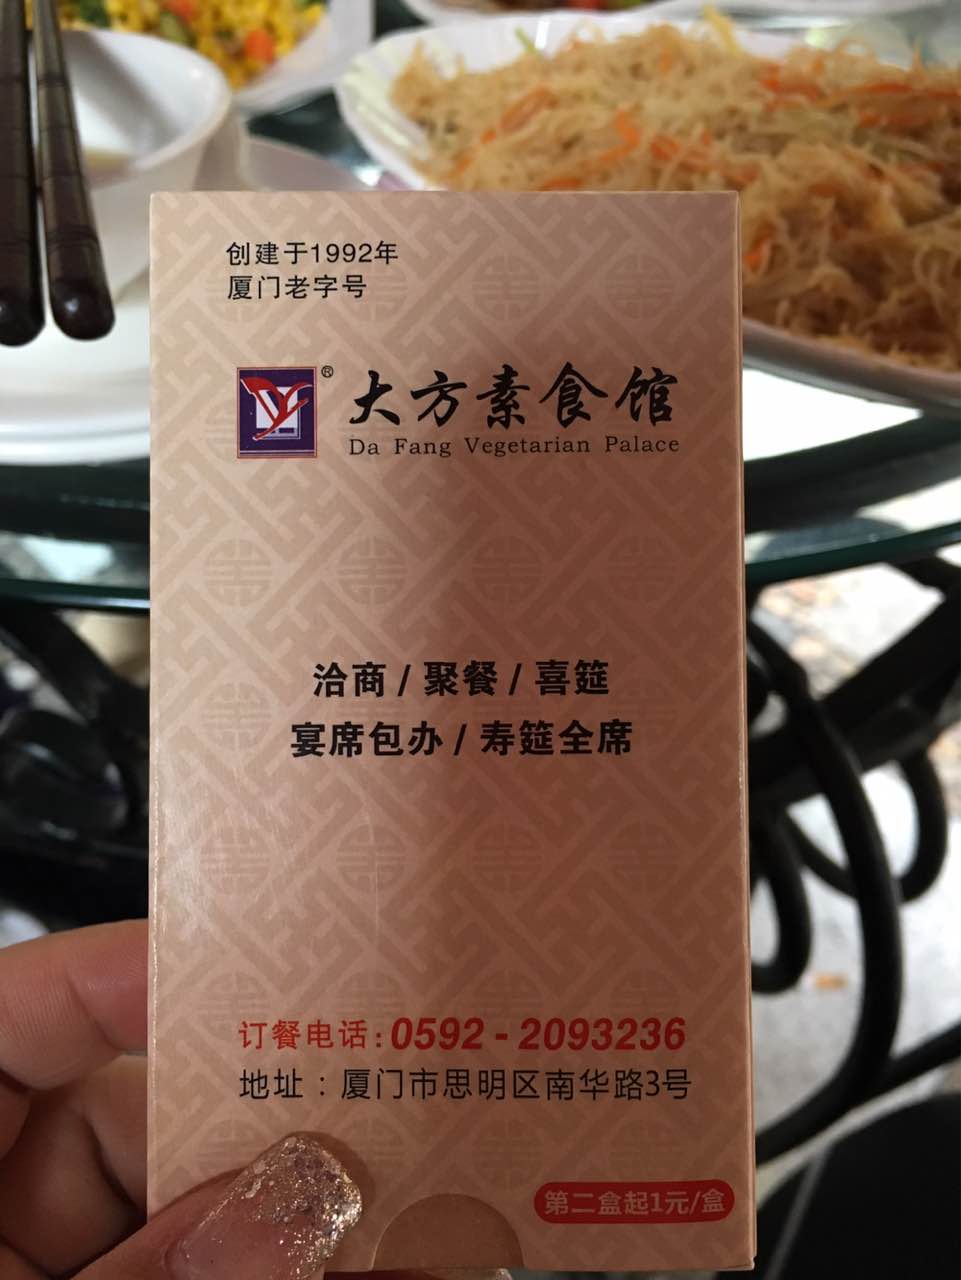 创建于1992年
厦门老字号
®
大方素食馆
Da Fang Vegetarian Palace
洽商 / 聚餐 / 喜筵
宴席包办 / 寿筵全席
订餐电话: 0592 - 2093236
地址：厦门市思明区南华路3号
第二盒起1元/盒